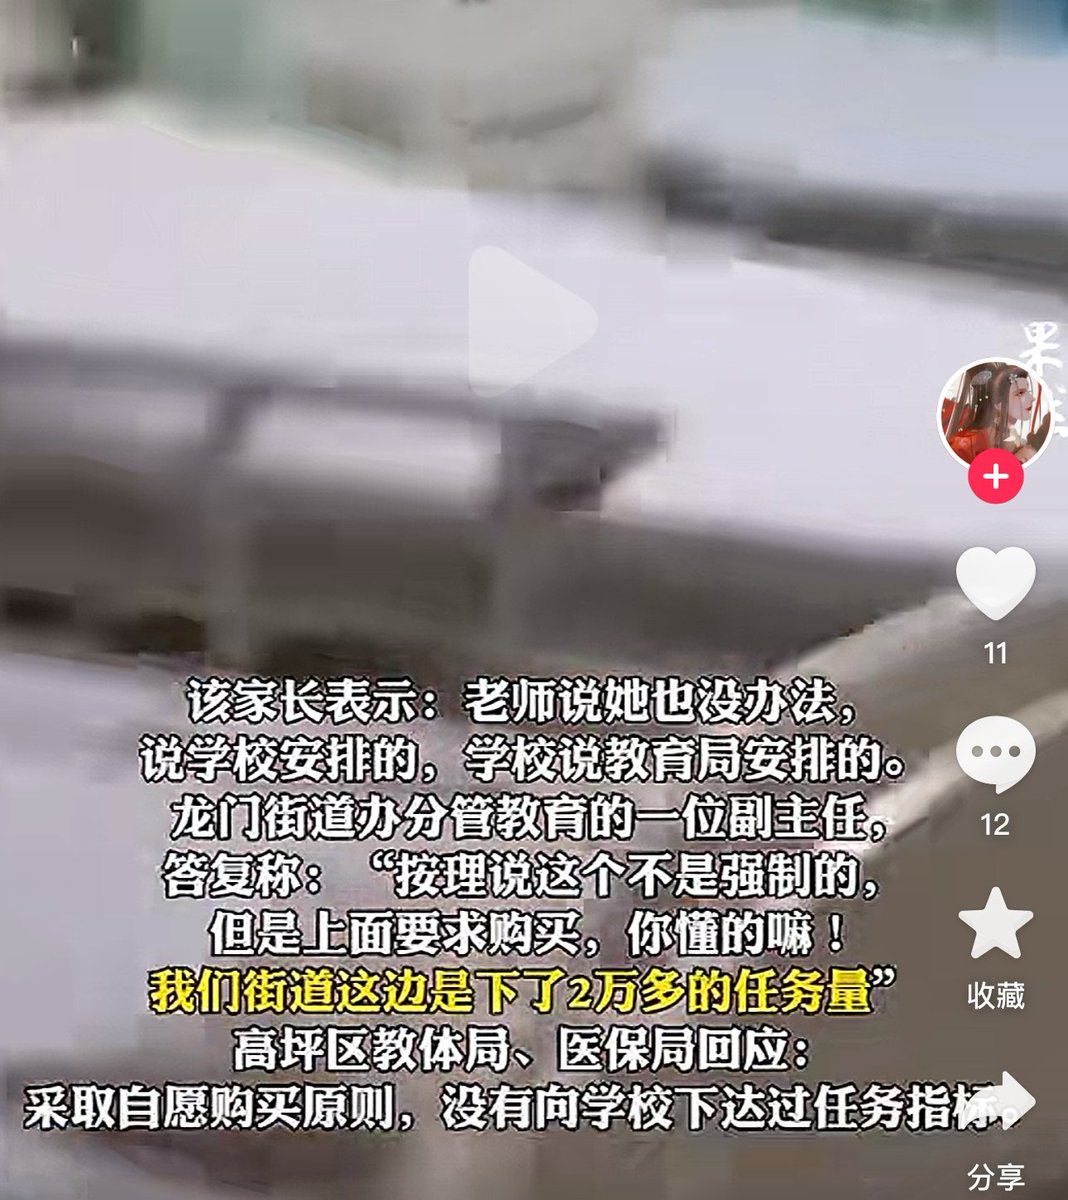 果
该家长表示：老师说她也没办法，
说学校安排的，学校说教育局安排的。
龙门街道办分管教育的一位副主任，
答复称：“按理说这个不是强制的，
但是上面要求购买，你懂的嘛！
我们街道这边是下了2万多的任务量”
高坪区教体局、医保局回应：
采取自愿购买原则，没有向学校下达过任务指标。
11
12
收藏
分享